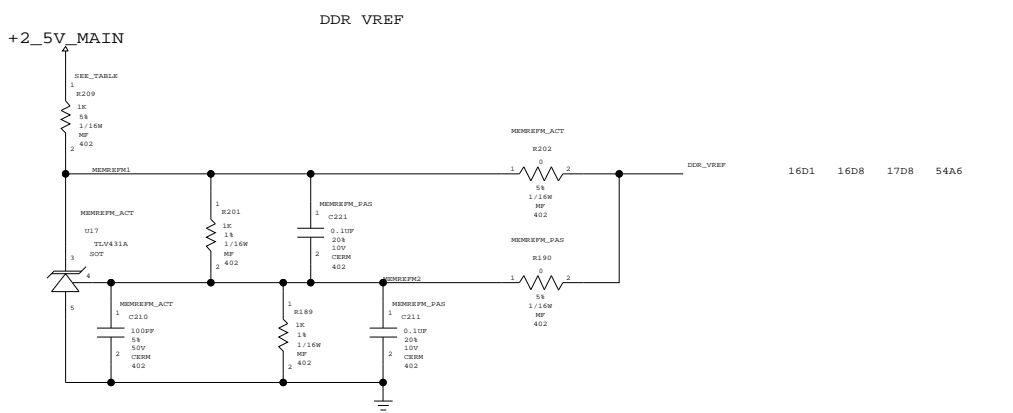 DDR VREF
+2_5V_MAIN
SEE_TABLE
1
R209
1K
5%
1/16W
MF
402
2
MEMREFM1
MEMREFM_ACT
R202
0
1
2
5%
1/16W
MF
402
DDR_VREF
16D1 16D8 17D8 54A6
MEMREFM_ACT
U17
TLV431A
SOT
3
4
5
1
R201
1K
1%
1/16W
MF
402
2
MEMREFM_PAS
1
C221
0.1UF
20%
10V
CERM
402
2
MEMREFM_PAS
R190
0
1
2
5%
1/16W
MF
402
MEMREFM2
MEMREFM_ACT
1
C210
100PF
5%
50V
CERM
402
2
1
R189
1K
1%
1/16W
MF
402
2
MEMREFM_PAS
1
C211
0.1UF
20%
10V
CERM
402
2